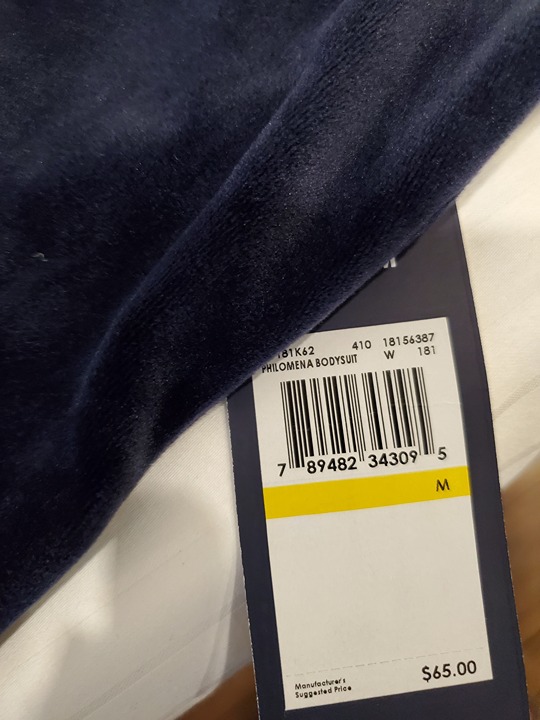 181K62 410 18156387
PHILOMENA BODYSUIT W 181
7 89482 34309 5
M
Manufacturer's
Suggested Price
$65.00